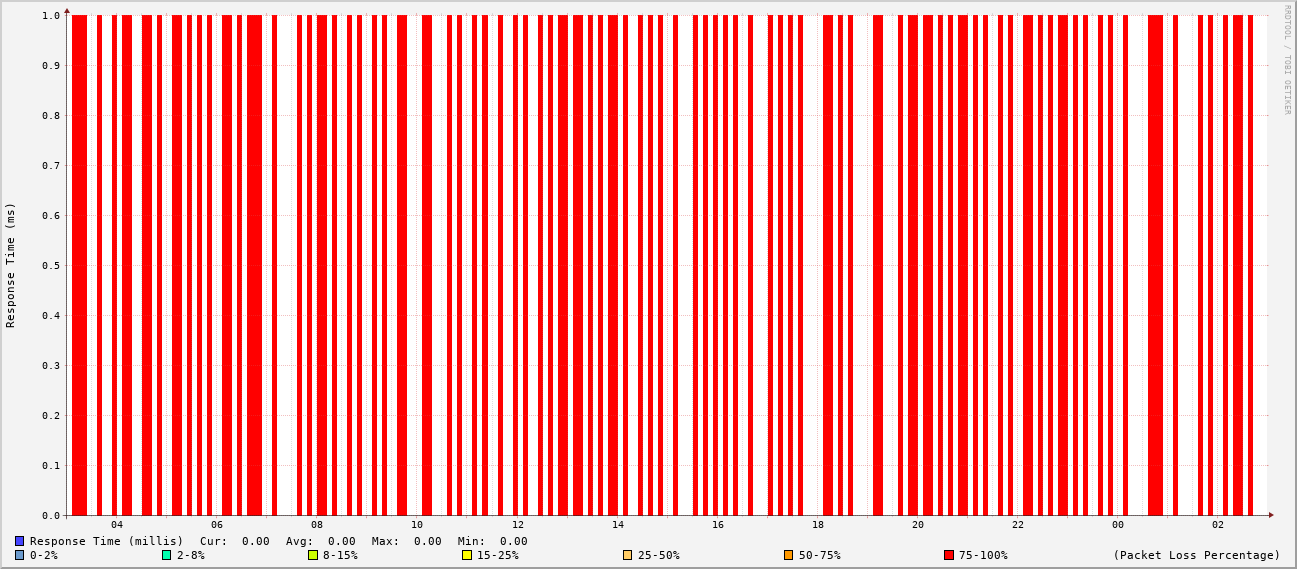 RRDTOOL / TOBI OETIKER
Response Time (ms)
1.0
0.9
0.8
0.7
0.6
0.5
0.4
0.3
0.2
0.1
0.0
04 06 08 10 12 14 16 18 20 22 00 02
Response Time (millis) Cur: 0.00 Avg: 0.00 Max: 0.00 Min: 0.00
0-2% 2-8% 8-15% 15-25% 25-50% 50-75% 75-100% (Packet Loss Percentage)